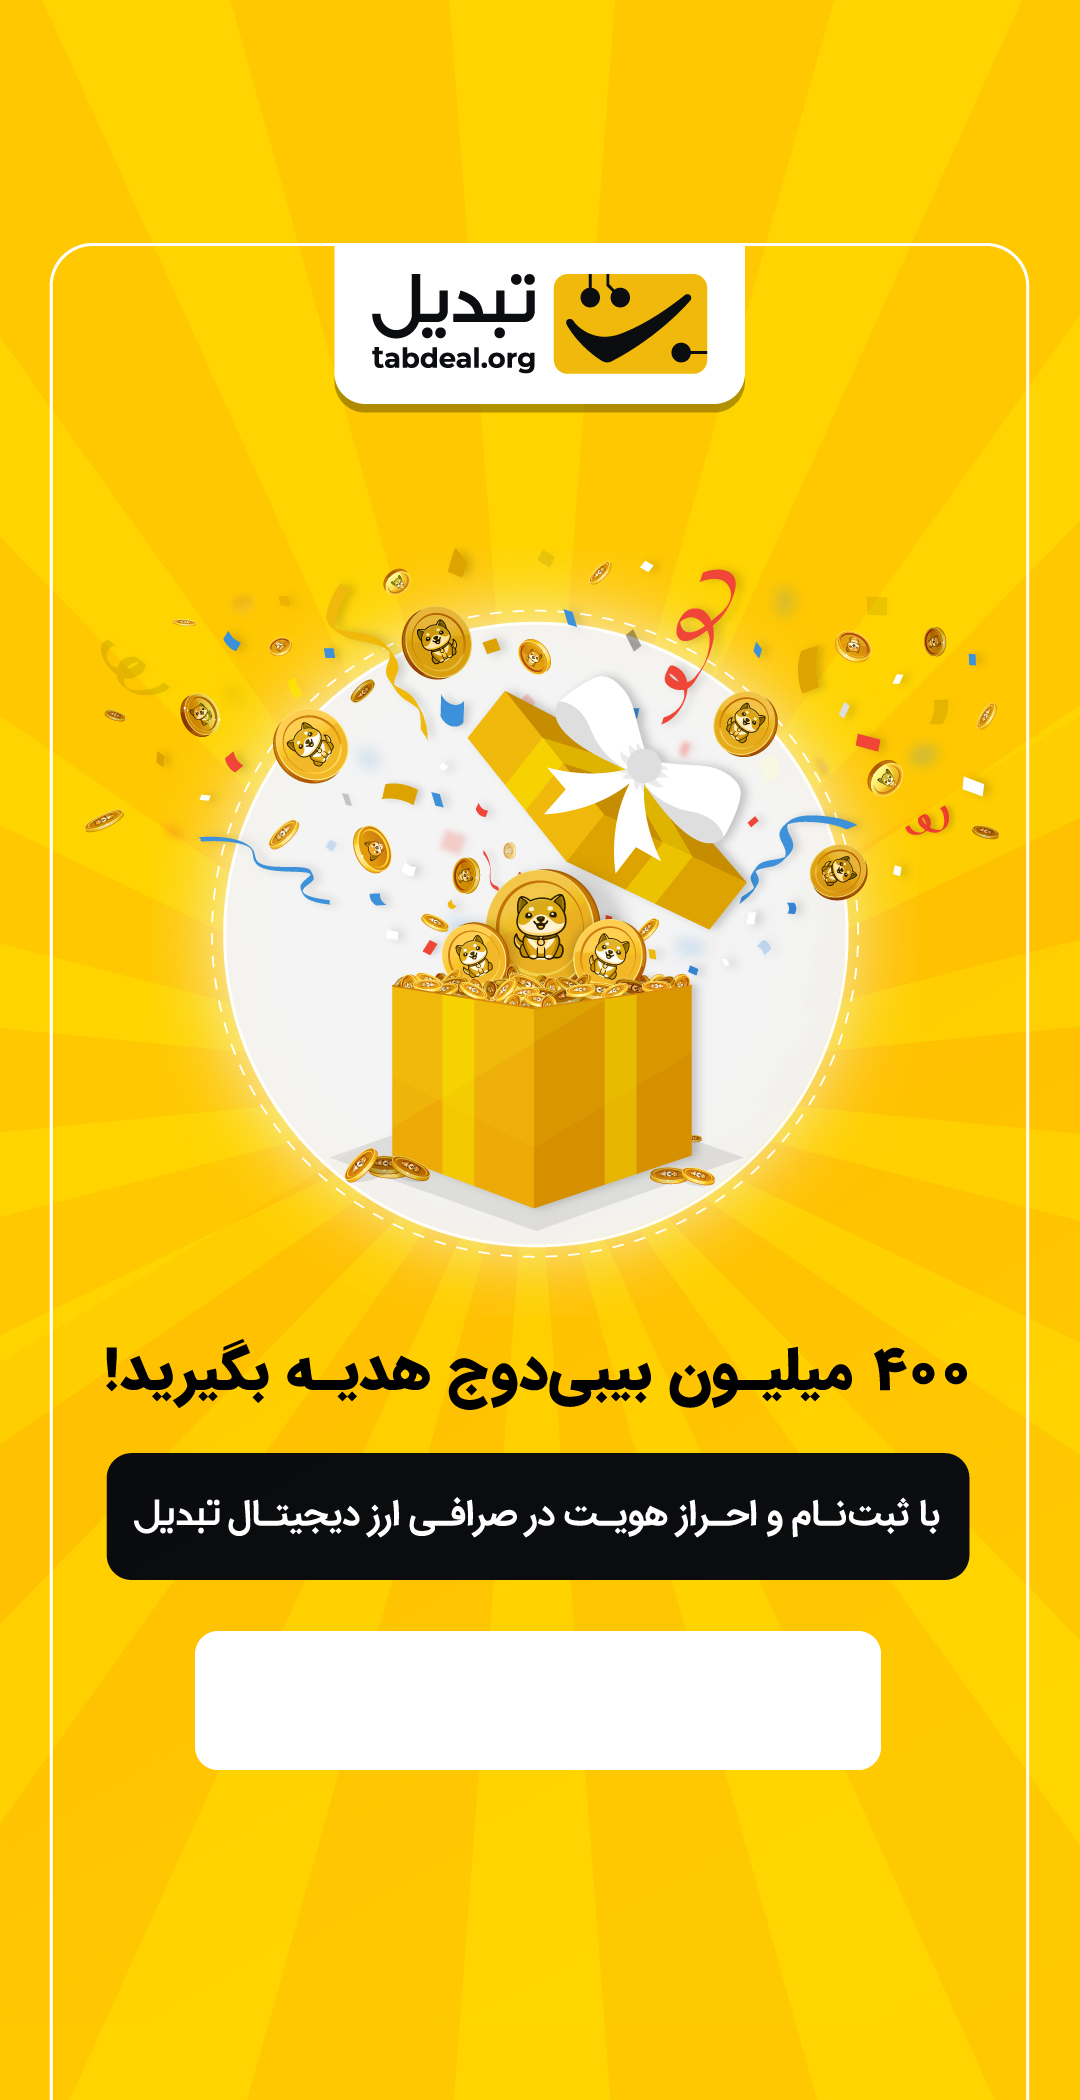 تبدیل
tabdeal.org
۴۰۰ میلیـون بیبی‌دوج هدیـه بگیرید!
با ثبت‌نـام و احـراز هویـت در صرافـی ارز دیجیتـال تبدیل